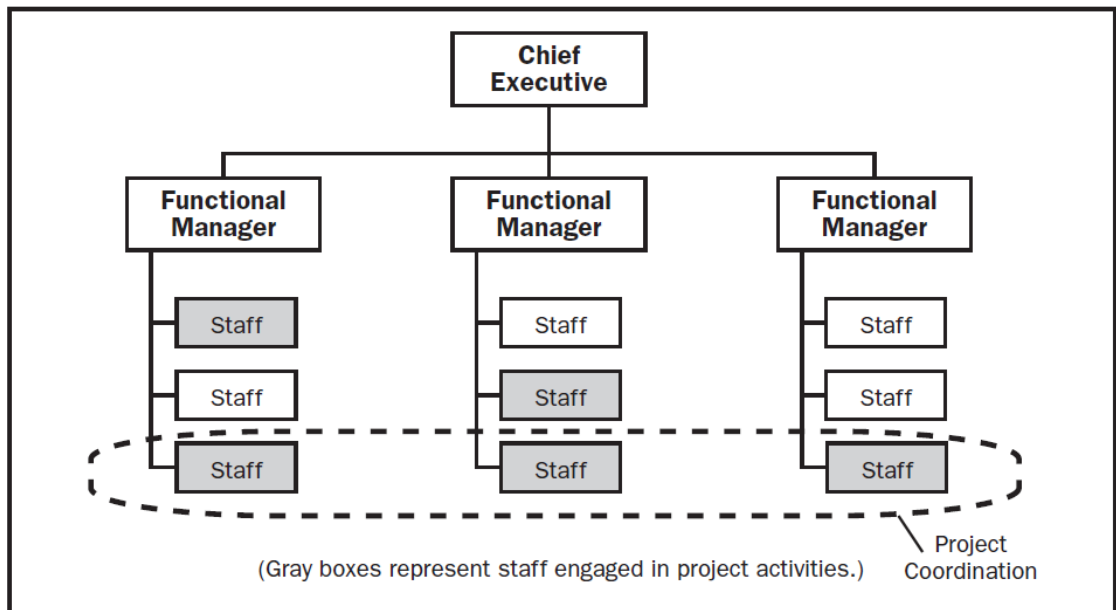 Chief
Executive
Functional
Manager
Functional
Manager
Functional
Manager
Staff
Staff
Staff
Staff
Staff
Staff
Staff
Staff
Staff
(Gray boxes represent staff engaged in project activities.)
Project
Coordination